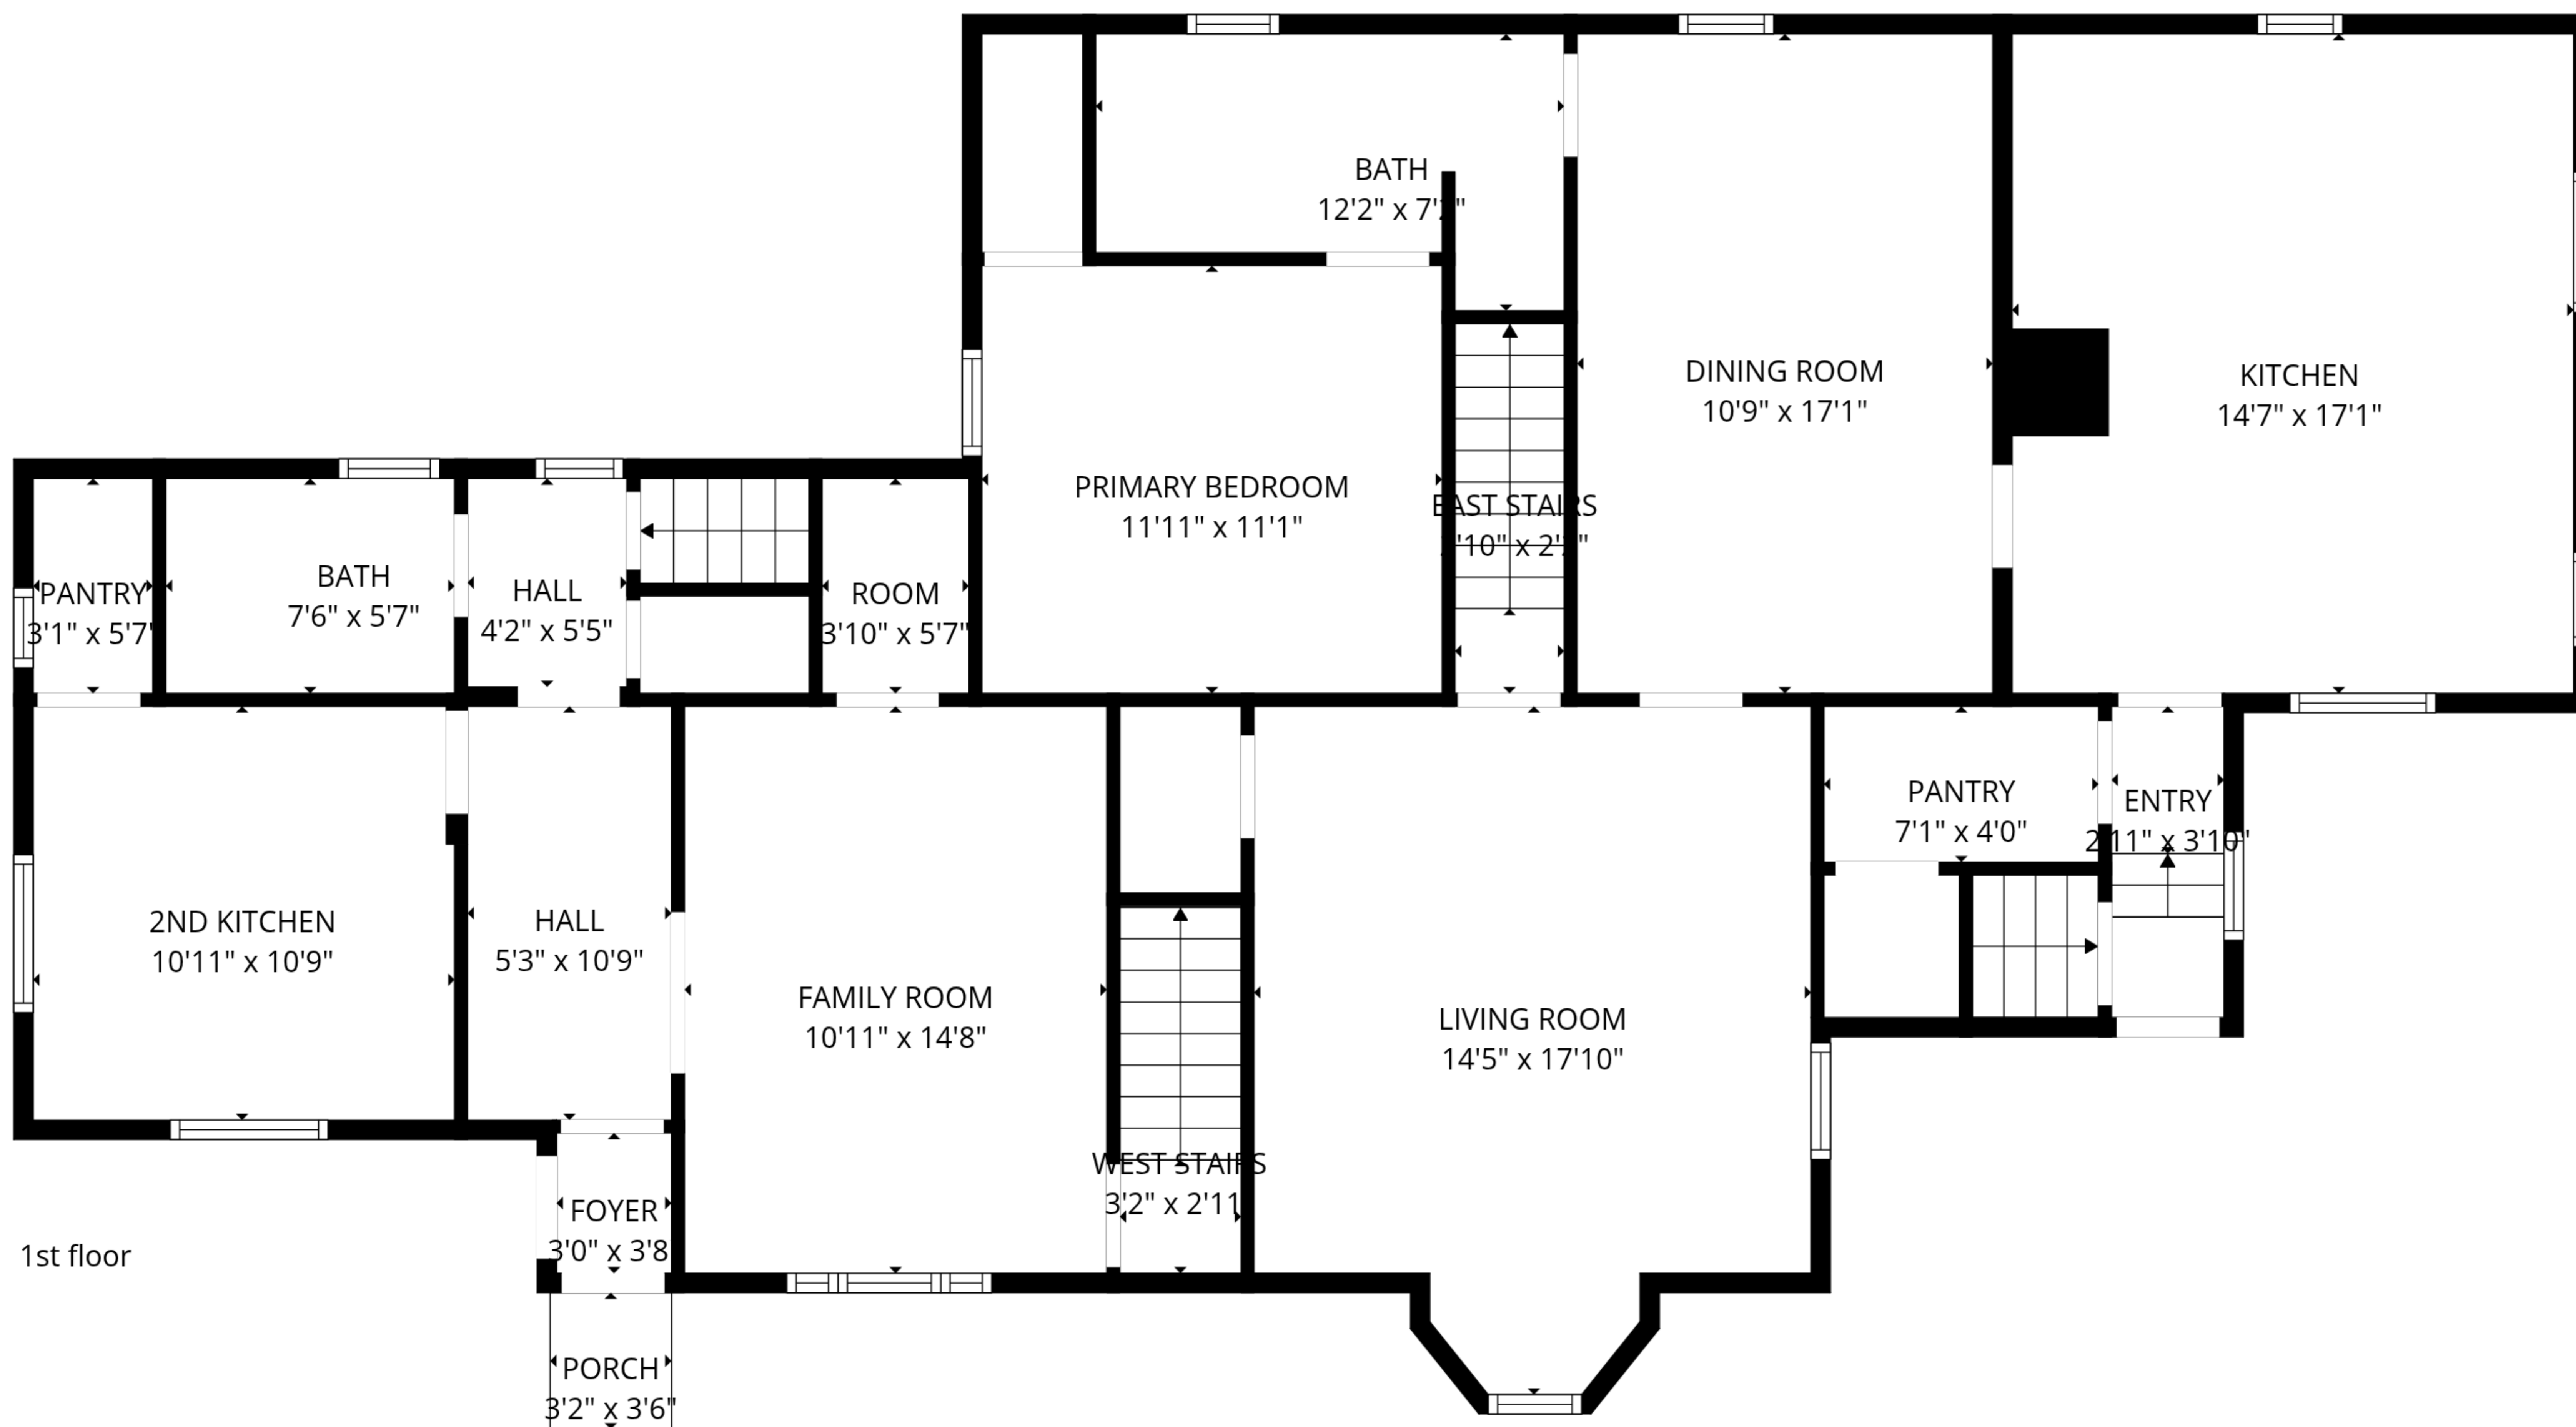 BATH
12'2" x 7'2"
DINING ROOM
10'9" x 17'1"
KITCHEN
14'7" x 17'1"
PRIMARY BEDROOM
11'11" x 11'1"
EAST STAIRS
'10" x 2'
PANTRY
3'1" x 5'7"
BATH
7'6" x 5'7"
HALL
4'2" x 5'5"
ROOM
3'10" x 5'7"
PANTRY
7'1" x 4'0"
ENTRY
2'11" x 3'10"
2ND KITCHEN
10'11" x 10'9"
HALL
5'3" x 10'9"
FAMILY ROOM
10'11" x 14'8"
LIVING ROOM
14'5" x 17'10"
WEST STAIRS
3'2" x 2'11
FOYER
3'0" x 3'8
1st floor
PORCH
3'2" x 3'6"